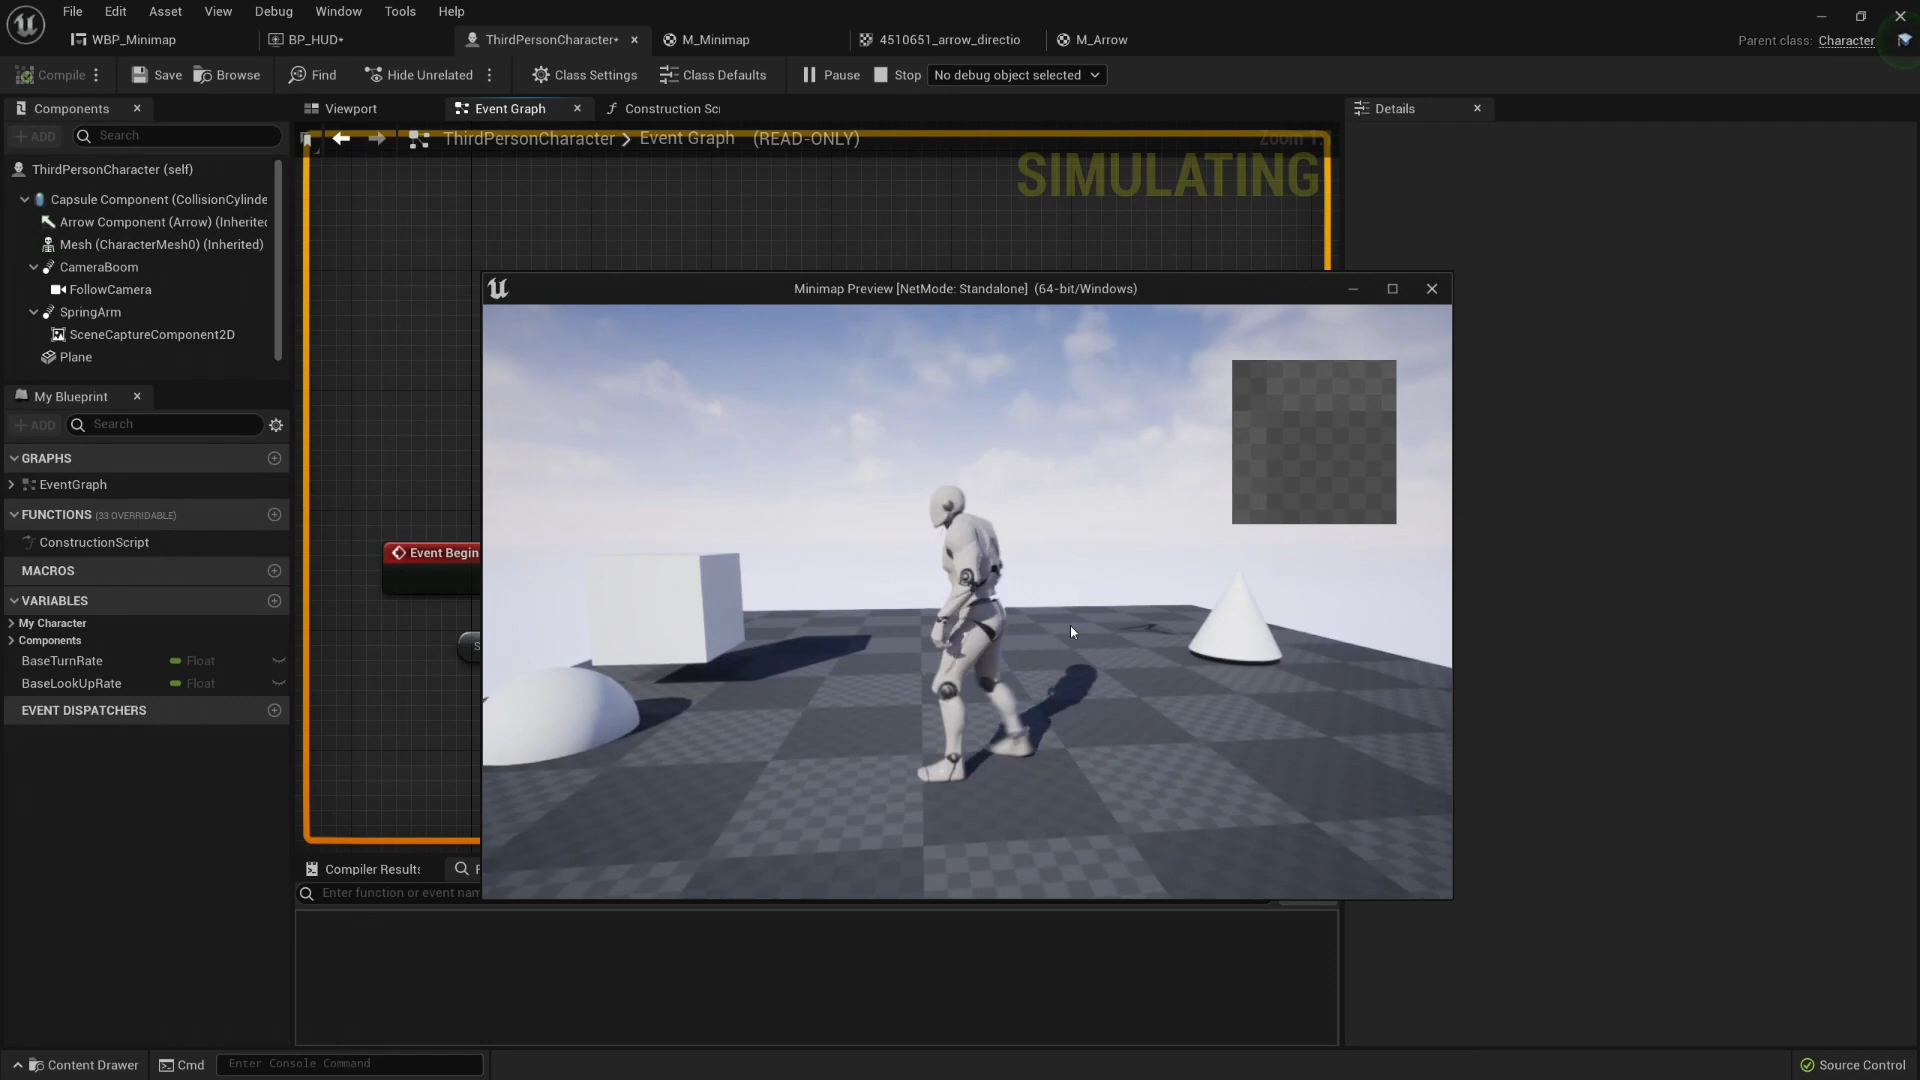 File Edit Asset View Debug Window Tools Help
WBP_Minimap BP_HUD* ThirdPersonCharacter* M_Minimap 4510651_arrow_directio M_Arrow
Parent class: Character
Compile Save Browse Find Hide Unrelated Class Settings Class Defaults Pause Stop No debug object selected
Components Viewport Event Graph Construction Scr Details
ADD Search
ThirdPersonCharacter > Event Graph (READ-ONLY)
SIMULATING
ThirdPersonCharacter (self)
Capsule Component (CollisionCylinde
Arrow Component (Arrow) (Inherited
Mesh (CharacterMesh0) (Inherited)
CameraBoom
FollowCamera
SpringArm
SceneCaptureComponent2D
Plane
Minimap Preview [NetMode: Standalone] (64-bit/Windows)
My Blueprint
ADD Search
GRAPHS
EventGraph
FUNCTIONS (33 OVERRIDABLE)
ConstructionScript
MACROS
VARIABLES
My Character
Components
BaseTurnRate Float
BaseLookUpRate Float
EVENT DISPATCHERS
Event Begin
Compiler Results
Enter function or event nam
Content Drawer Cmd Enter Console Command
Source Control